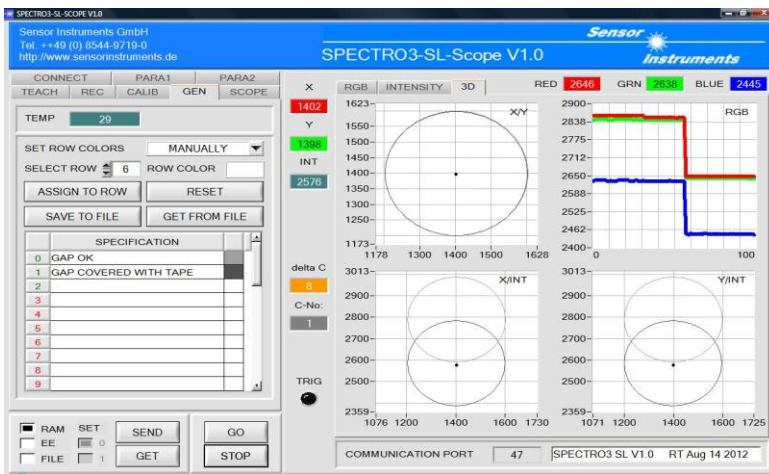 SPECTRO3-SL-Scope V1.0
Sensor Instruments GmbH
Tel. ++49 (0) 8544-9719-0
http://www.sensorinstruments.de
SPECTRO3-SL-Scope V1.0
Sensor
Instruments
CONNECT PARA1 PARA2
TEACH REC CALIB GEN SCOPE
TEMP 29
SET ROW COLORS MANUALLY
SELECT ROW 6 ROW COLOR
ASSIGN TO ROW RESET
SAVE TO FILE GET FROM FILE
SPECIFICATION
0 GAP OK
1 GAP COVERED WITH TAPE
2
3
4
5
6
7
8
9
RAM SET
EE 0
FILE 1
SEND GO
GET STOP
X
1402
Y
1398
INT
2576
delta C
8
C-No:
1
TRIG
RGB INTENSITY 3D
RED 2646 GRN 2638 BLUE 2445
X/Y
1623
1550
1500
1450
1400
1350
1300
1250
1173
1178 1300 1400 1500 1628
RGB
2900
2838
2775
2712
2650
2588
2525
2462
2400
0 100
X/INT
3013
2900
2800
2700
2600
2500
2359
1076 1200 1400 1600 1730
Y/INT
3013
2900
2800
2700
2600
2500
2359
1071 1200 1400 1600 1725
COMMUNICATION PORT 47 SPECTRO3 SL V1.0 RT Aug 14 2012